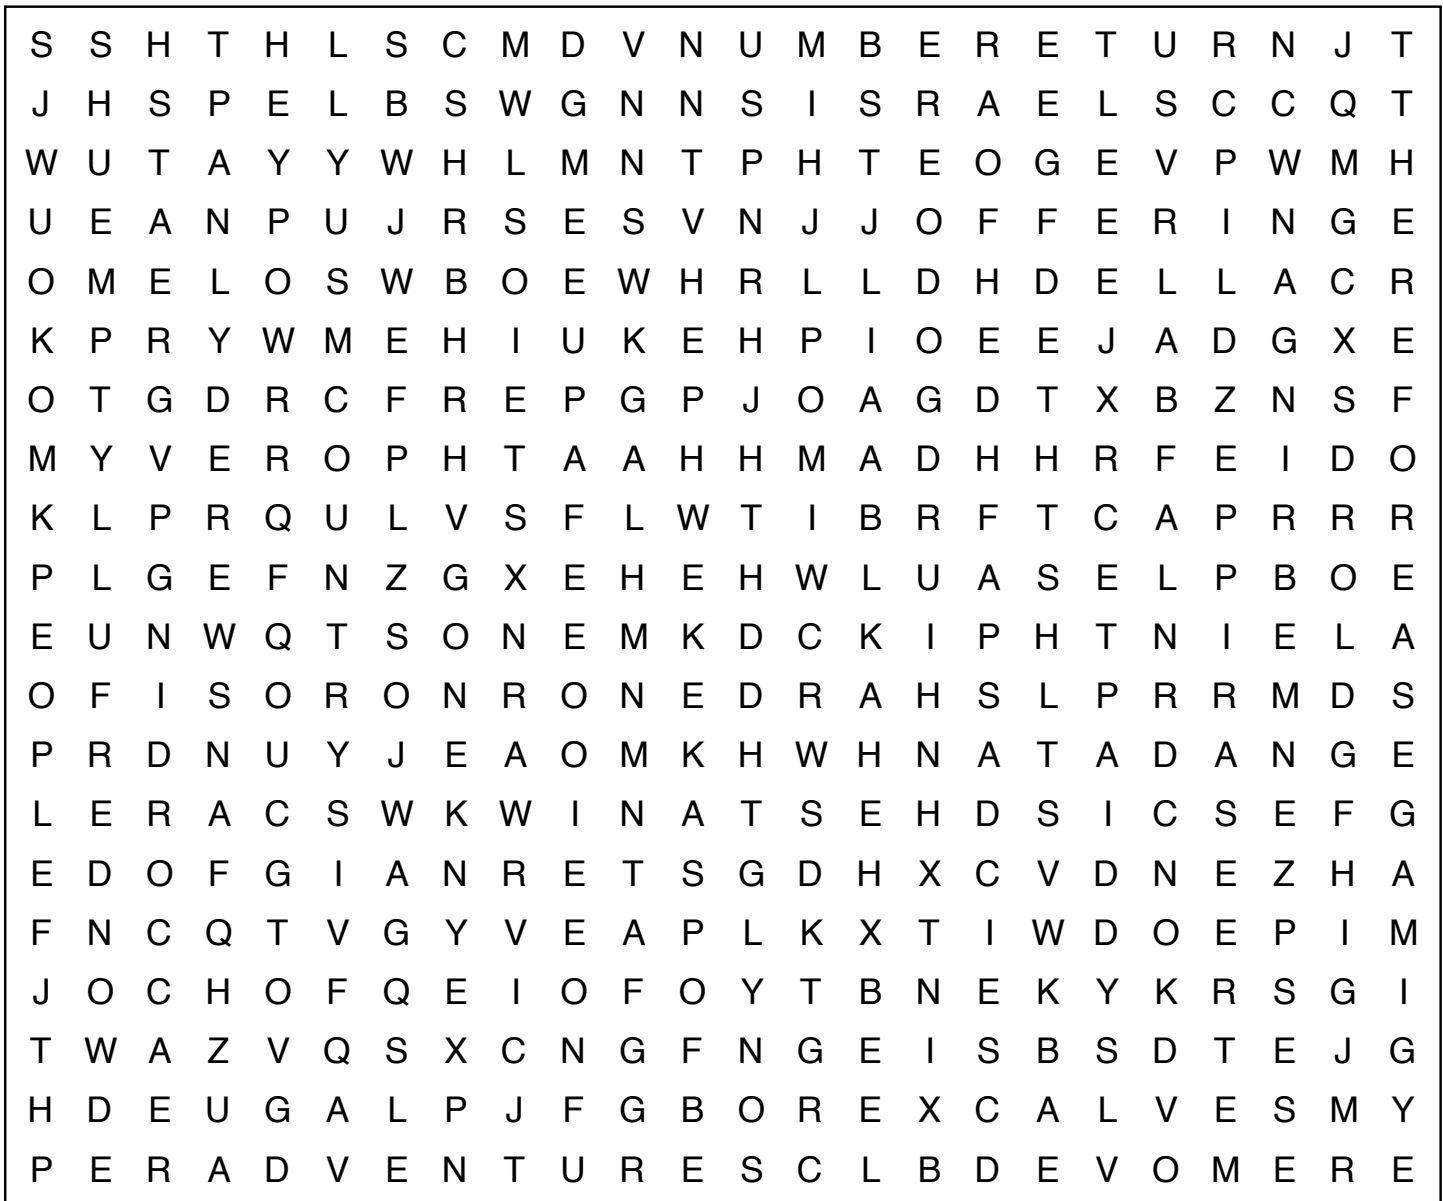 S S H T H L S C M D V N U M B E R E T U R N J T
J H S P E L B S W G N N S I S R A E L S C C Q T
W U T A Y Y W H L M N T P H T E O G E V P W M H
U E A N P U J R S E S V N J J O F F E R I N G E
O M E L O S W B O E W H R L L D H D E L L A C R
K P R Y W M E H I U K E H P I O E E J A D G X E
O T G D R C F R E P G P J O A G D T X B Z N S F
M Y V E R O P H T A A H H M A D H H R F E I D O
K L P R Q U L V S F L W T I B R F T C A P R R R
P L G E F N Z G X E H E H W L U A S E L P B O E
E U N W Q T S O N E M K D C K I P H T N I E L A
O F I S O R O N R O N E D R A H S L P R R M D S
P R D N U Y J E A O M K H W H N A T A D A N G E
L E R A C S W K W I N A T S E H D S I C S E F G
E D O F G I A N R E T S G D H X C V D N E Z H A
F N C Q T V G Y V E A P L K X T I W D O E P I M
J O C H O F Q E I O F O Y T B N E K Y K R S G I
T W A Z V Q S X C N G F N G E I S B S D T E J G
H D E U G A L P J F G B O R E X C A L V E S M Y
P E R A D V E N T U R E S C L B D E V O M E R E